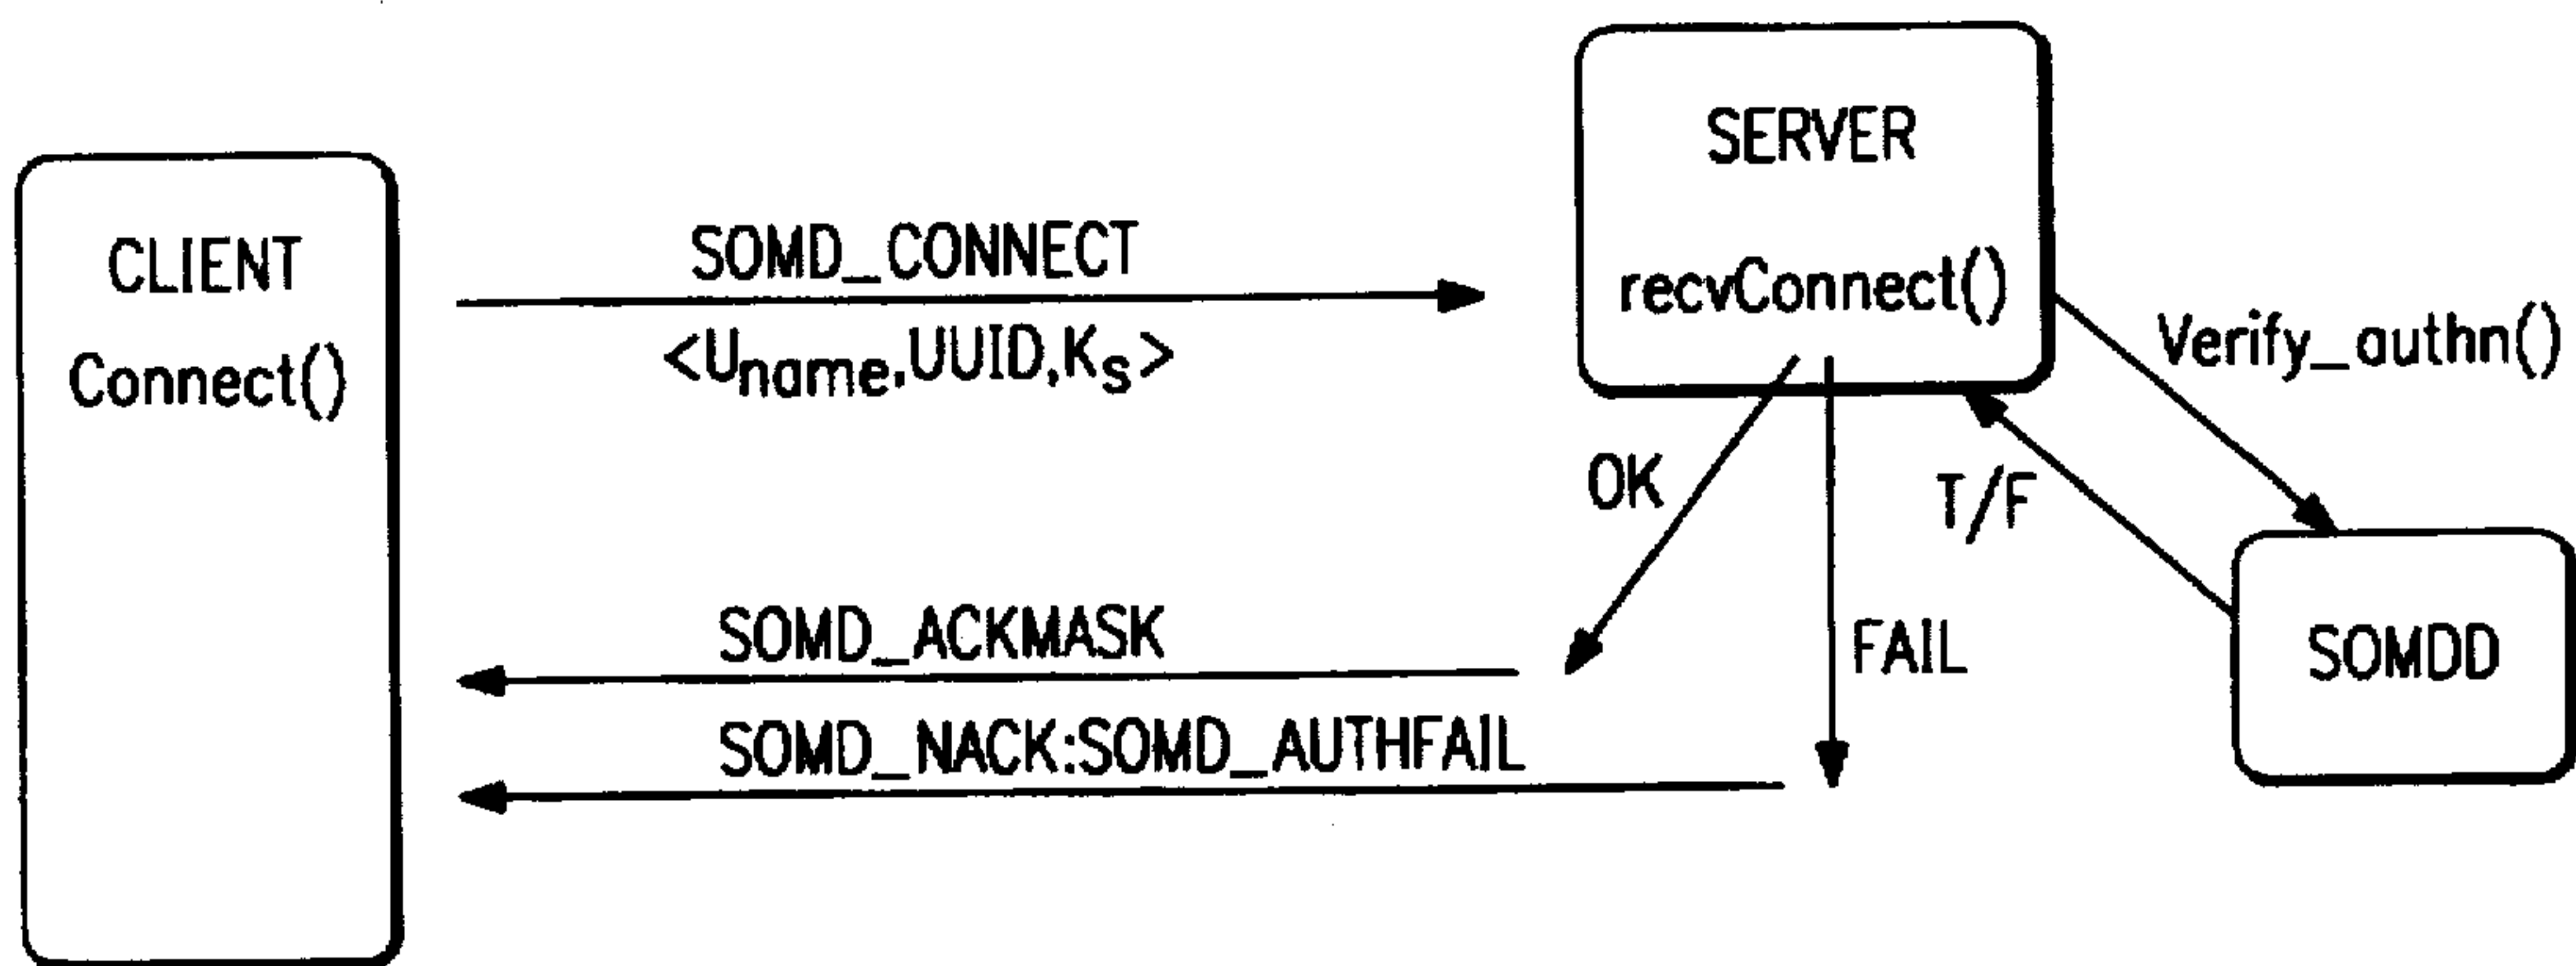 CLIENT
Connect()
SOMD_CONNECT
<Uname,UUID,Ks>
SERVER
recvConnect()
Verify_authn()
OK
T/F
FAIL
SOMDD
SOMD_ACKMASK
SOMD_NACK:SOMD_AUTHFAIL